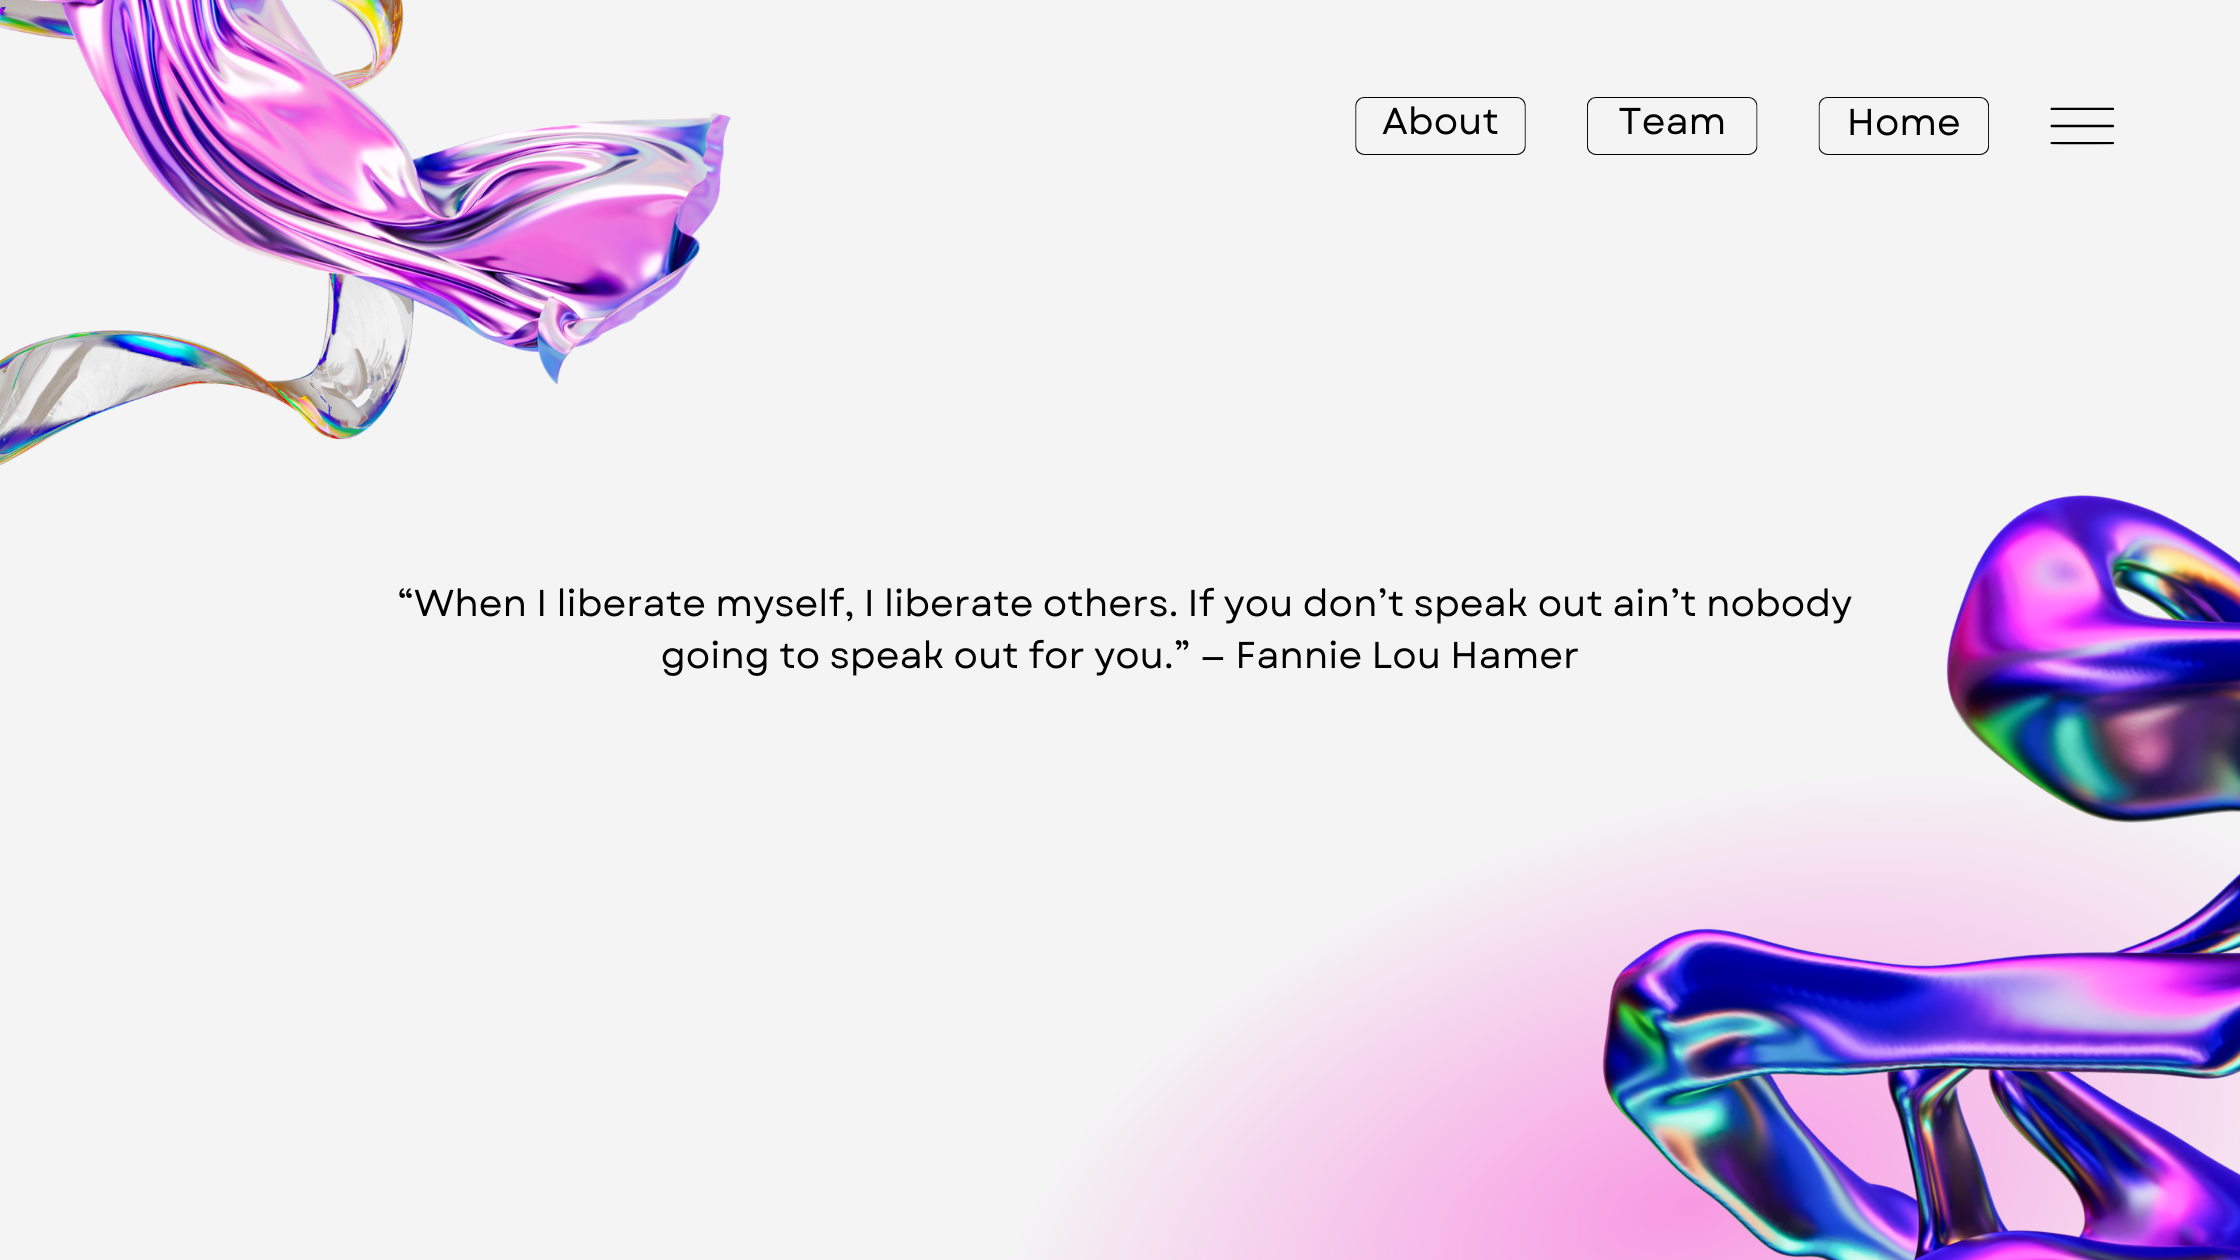 About Team Home
“When I liberate myself, I liberate others. If you don’t speak out ain’t nobody
going to speak out for you.” — Fannie Lou Hamer